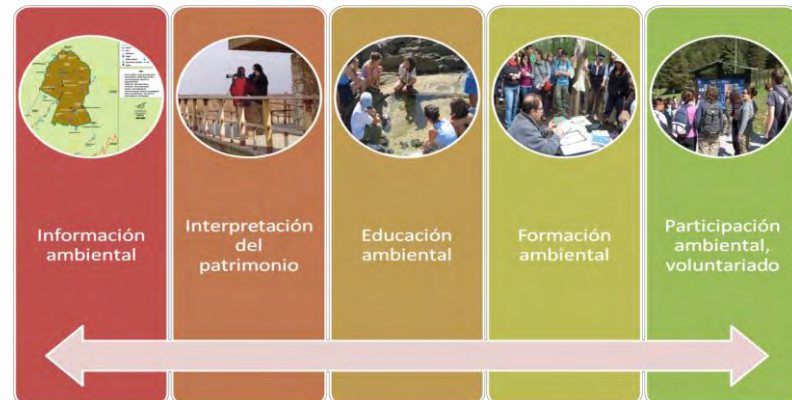 Información
ambiental
Interpretación
del
patrimonio
Educación
ambiental
Formación
ambiental
Participación
ambiental,
voluntariado